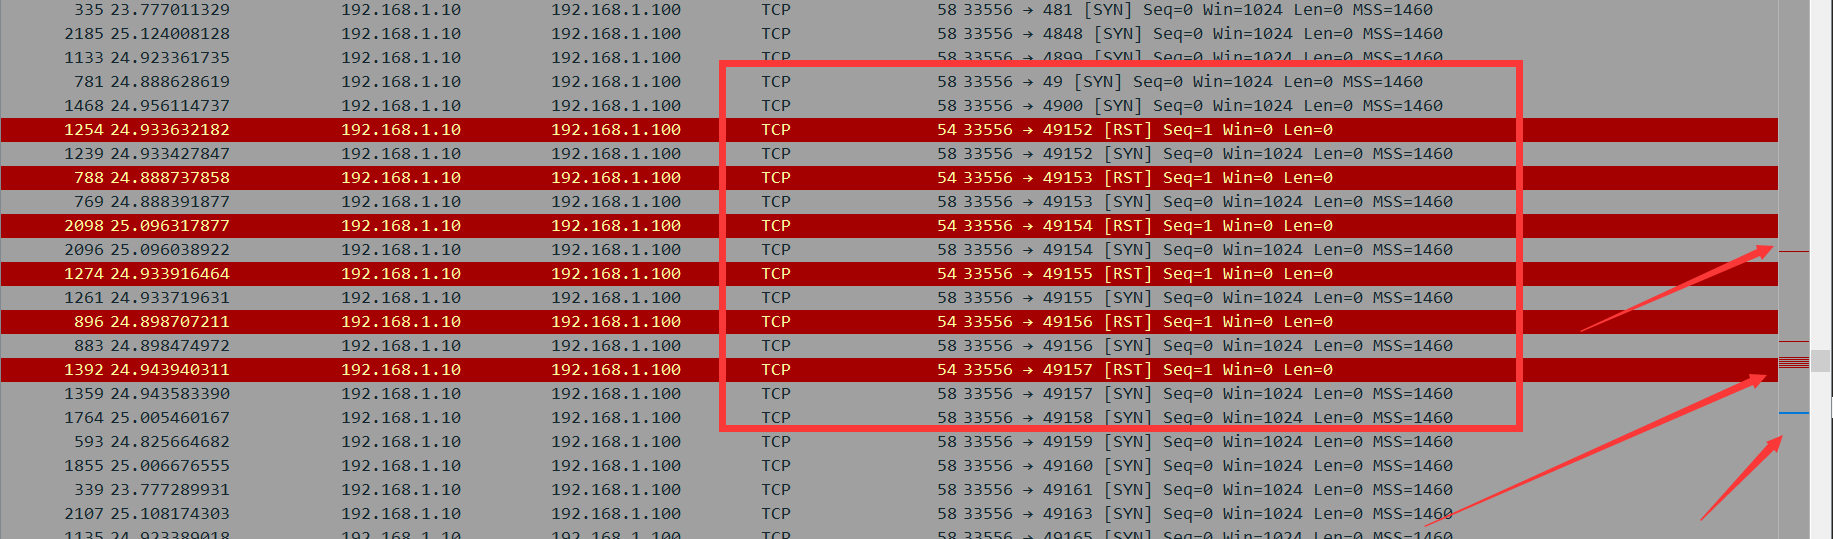 335 23.777011329 192.168.1.10 192.168.1.100 TCP 58 33556 → 481 [SYN] Seq=0 Win=1024 Len=0 MSS=1460
2185 25.124008128 192.168.1.10 192.168.1.100 TCP 58 33556 → 4848 [SYN] Seq=0 Win=1024 Len=0 MSS=1460
1133 24.923361735 192.168.1.10 192.168.1.100 TCP 58 33556 → 4899 [SYN] Seq=0 Win=1024 Len=0 MSS=1460
781 24.888628619 192.168.1.10 192.168.1.100 TCP 58 33556 → 49 [SYN] Seq=0 Win=1024 Len=0 MSS=1460
1468 24.956114737 192.168.1.10 192.168.1.100 TCP 58 33556 → 4900 [SYN] Seq=0 Win=1024 Len=0 MSS=1460
1254 24.933632182 192.168.1.10 192.168.1.100 TCP 54 33556 → 49152 [RST] Seq=1 Win=0 Len=0
1239 24.933427847 192.168.1.10 192.168.1.100 TCP 58 33556 → 49152 [SYN] Seq=0 Win=1024 Len=0 MSS=1460
788 24.888737858 192.168.1.10 192.168.1.100 TCP 54 33556 → 49153 [RST] Seq=1 Win=0 Len=0
769 24.888391877 192.168.1.10 192.168.1.100 TCP 58 33556 → 49153 [SYN] Seq=0 Win=1024 Len=0 MSS=1460
2098 25.096317877 192.168.1.10 192.168.1.100 TCP 54 33556 → 49154 [RST] Seq=1 Win=0 Len=0
2096 25.096038922 192.168.1.10 192.168.1.100 TCP 58 33556 → 49154 [SYN] Seq=0 Win=1024 Len=0 MSS=1460
1274 24.933916464 192.168.1.10 192.168.1.100 TCP 54 33556 → 49155 [RST] Seq=1 Win=0 Len=0
1261 24.933719631 192.168.1.10 192.168.1.100 TCP 58 33556 → 49155 [SYN] Seq=0 Win=1024 Len=0 MSS=1460
896 24.898707211 192.168.1.10 192.168.1.100 TCP 54 33556 → 49156 [RST] Seq=1 Win=0 Len=0
883 24.898474972 192.168.1.10 192.168.1.100 TCP 58 33556 → 49156 [SYN] Seq=0 Win=1024 Len=0 MSS=1460
1392 24.943940311 192.168.1.10 192.168.1.100 TCP 54 33556 → 49157 [RST] Seq=1 Win=0 Len=0
1359 24.943583390 192.168.1.10 192.168.1.100 TCP 58 33556 → 49157 [SYN] Seq=0 Win=1024 Len=0 MSS=1460
1764 25.005460167 192.168.1.10 192.168.1.100 TCP 58 33556 → 49158 [SYN] Seq=0 Win=1024 Len=0 MSS=1460
593 24.825664682 192.168.1.10 192.168.1.100 TCP 58 33556 → 49159 [SYN] Seq=0 Win=1024 Len=0 MSS=1460
1855 25.006676555 192.168.1.10 192.168.1.100 TCP 58 33556 → 49160 [SYN] Seq=0 Win=1024 Len=0 MSS=1460
339 23.777289931 192.168.1.10 192.168.1.100 TCP 58 33556 → 49161 [SYN] Seq=0 Win=1024 Len=0 MSS=1460
2107 25.108174303 192.168.1.10 192.168.1.100 TCP 58 33556 → 49163 [SYN] Seq=0 Win=1024 Len=0 MSS=1460
1135 24.923389018 192.168.1.10 192.168.1.100 TCP 58 33556 → 49165 [SYN] Seq=0 Win=1024 Len=0 MSS=1460